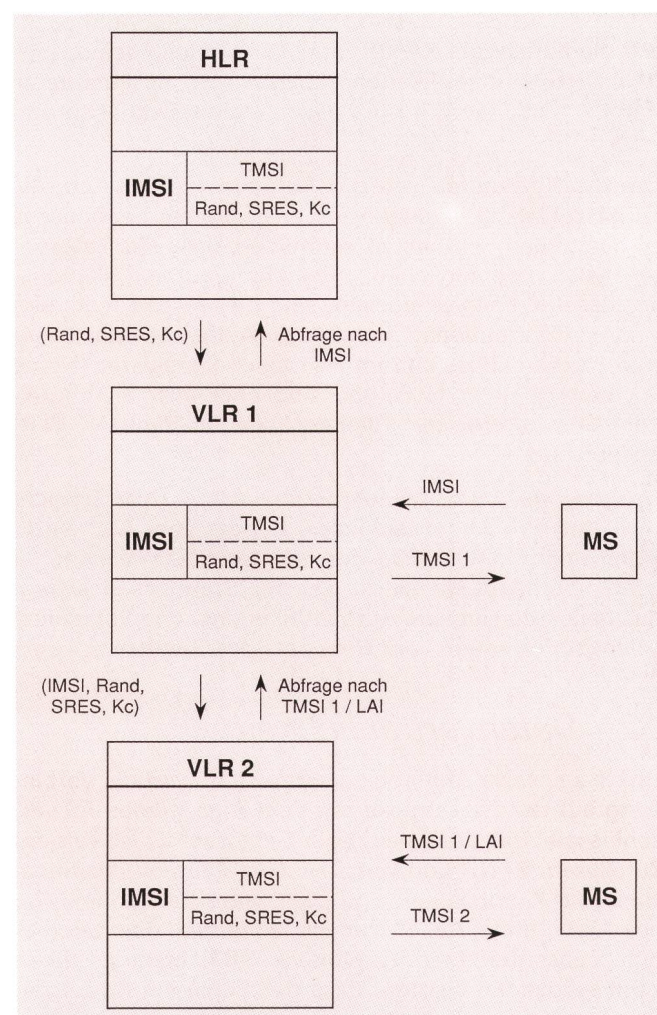 HLR
IMSI
TMSI
Rand, SRES, Kc
(Rand, SRES, Kc)
Abfrage nach
IMSI
VLR 1
IMSI
TMSI
Rand, SRES, Kc
IMSI
TMSI 1
MS
(IMSI, Rand,
SRES, Kc)
Abfrage nach
TMSI 1 / LAI
VLR 2
IMSI
TMSI
Rand, SRES, Kc
TMSI 1 / LAI
TMSI 2
MS